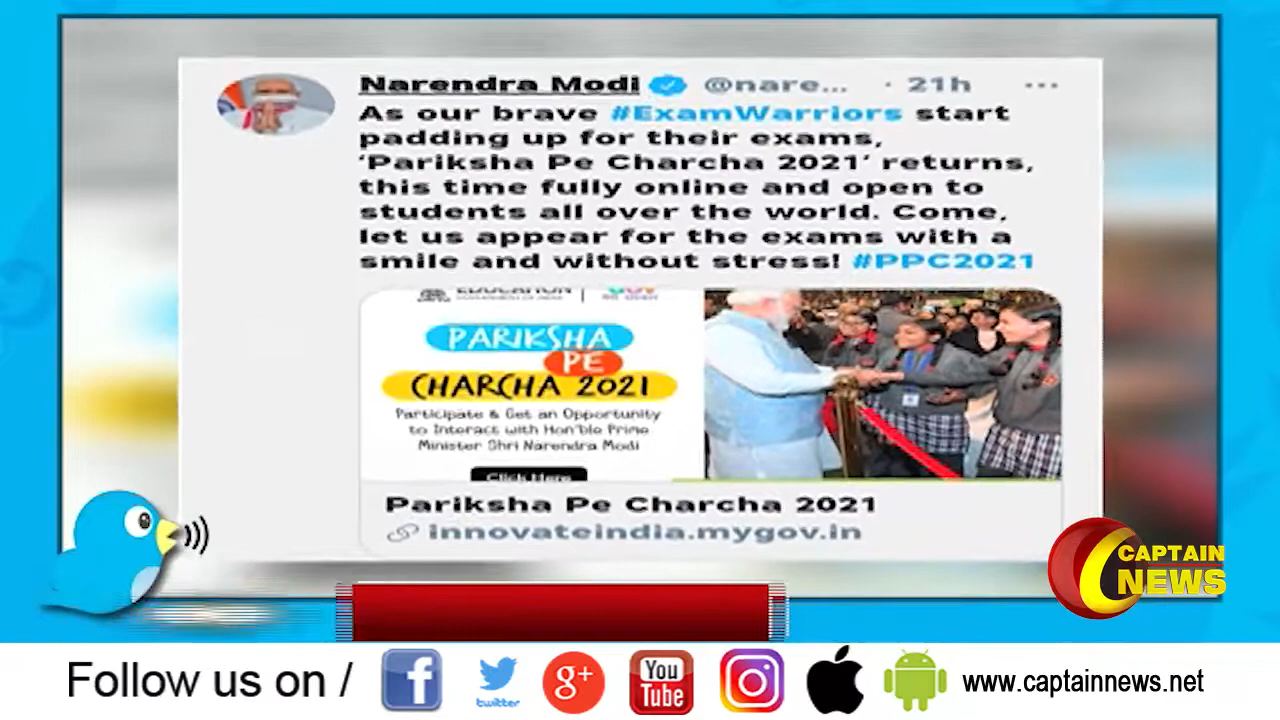 Narendra Modi @nare... · 21h ...
As our brave #ExamWarriors start
padding up for their exams,
‘Pariksha Pe Charcha 2021’ returns,
this time fully online and open to
students all over the world. Come,
let us appear for the exams with a
smile and without stress! #PPC2021
EDUCATION
PARIKSHA
PE
CHARCHA 2021
Participate & Get an Opportunity
to Interact with Hon'ble Prime
Minister Shri Narendra Modi
Click Here
Pariksha Pe Charcha 2021
innovateindia.mygov.in
CAPTAIN
NEWS
Follow us on / f twitter g+ You Tube www.captainnews.net